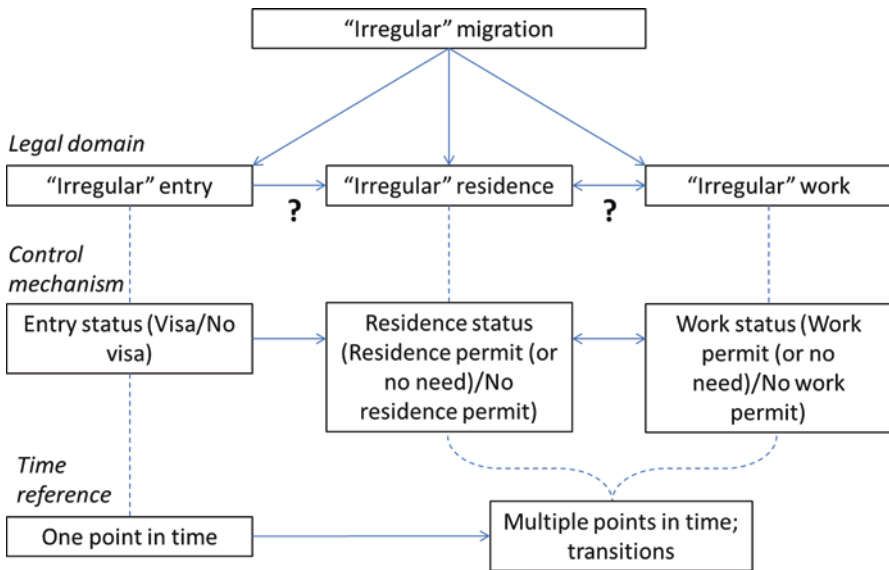 “Irregular” migration
Legal domain
“Irregular” entry
“Irregular” residence
“Irregular” work
?
?
Control
mechanism
Entry status (Visa/No
visa)
Residence status
(Residence permit (or
no need)/No
residence permit)
Work status (Work
permit (or no
need)/No work
permit)
Time
reference
One point in time
Multiple points in time;
transitions